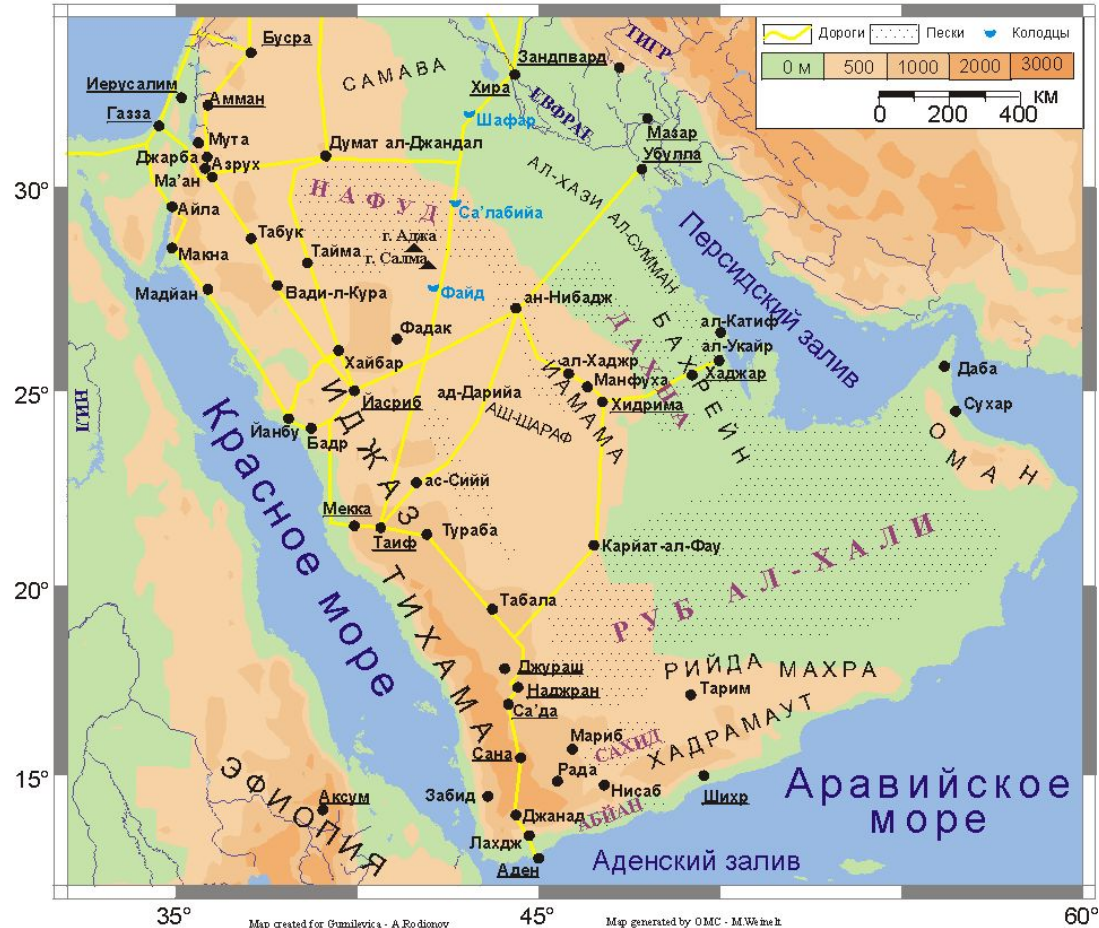 Дороги
Пески
Колодцы
0 м 500 1000 2000 3000
0 200 400 КМ
ТИГР
Бусра
Зандпвард
САМАВА
Иерусалим
Хира
ЕВФРАТ
Амман
Газза
Шафар
Мазар
Мута
Думат ал-Джандал
Убулла
Джарба
Азрух
Ма'ан
АЛ-ХАЗИ
АЛ-СУММАН
30°
НАФУД
Айла
Са'лабийа
Персидский залив
г. Аджа
Табук
Макна
Тайма
г. Салма
Мадйан
Вади-л-Кура
Файд
ан-Нибадж
ДАХНА
БАХРЕЙН
ал-Катиф
Фадак
ал-Укайр
Хайбар
ал-Хаджр
Хаджар
Даба
25°
Манфуха
Йасриб
ад-Дарийа
ЙАМАМА
Хидрима
Сухар
НИЛ
АШ-ШАРАФ
Йанбу
Бадр
ХИДЖАЗ
ОМАН
Красное море
ас-Сийй
Мекка
Таиф
Тураба
Карйат-ал-Фау
20°
РУБ АЛ-ХАЛИ
ТИХАМА
Табала
Джураш
РИЙДА
МАХРА
Наджран
Тарим
Са'да
ХАДРАМАУТ
Мариб
САХИД
Сана
15°
Рада
Нисаб
Шихр
Аравийское
море
ЭФИОПИЯ
Аксум
Забид
Джанад
АБЙАН
Лахдж
Аденский залив
Аден
35°
45°
60°
Map created for Gumilevica - A.Rodionov
Map generated by OMC - M.Weinelt